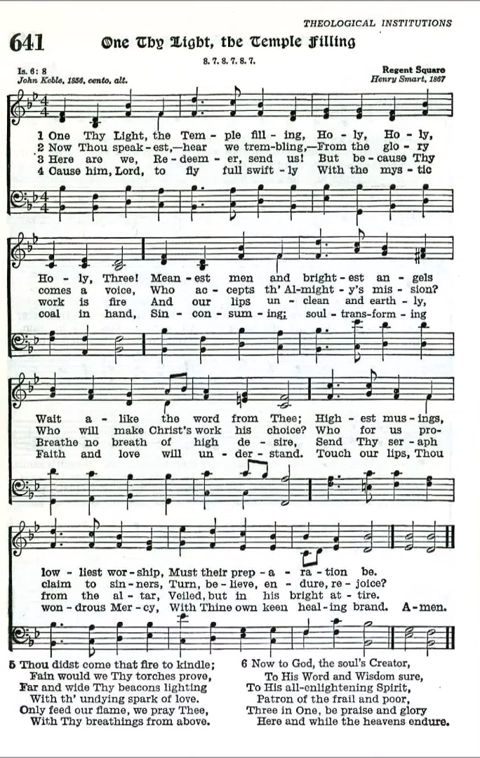 THEOLOGICAL INSTITUTIONS
641 One Thy Light, the Temple Filling
8. 7. 8. 7. 8. 7.
Is. 6: 8 Regent Square
John Keble, 1856, cento, alt. Henry Smart, 1867
1 One Thy Light, the Tem - ple fill - ing, Ho - ly, Ho - ly,
2 Now Thou speak - est,—hear we trem-bling,—From the glo - ry
3 Here are we, Re - deem - er, send us! But be - cause Thy
4 Cause him, Lord, to fly full swift - ly With the mys - tic
Ho - ly, Three! Mean - est men and bright - est an - gels
comes a voice, Who ac - cepts th' Al-might - y's mis - sion?
work is fire And our lips un - clean and earth - ly,
coal in hand, Sin - con - sum - ing; soul - trans-form - ing
Wait a - like the word from Thee; High - est mus - ings,
Who will make Christ's work his choice? Who for us pro-
Breathe no breath of high de - sire, Send Thy ser - aph
Faith and love will un - der - stand. Touch our lips, Thou
low - liest wor - ship, Must their prep - a - ra - tion be.
claim to sin - ners, Turn, be - lieve, en - dure, re - joice?
from the al - tar, Veiled, but in his bright at - tire.
won - drous Mer - cy, With Thine own keen heal - ing brand. A-men.
5 Thou didst come that fire to kindle;
Fain would we Thy torches prove,
Far and wide Thy beacons lighting
With th' undying spark of love.
Only feed our flame, we pray Thee,
With Thy breathings from above.
6 Now to God, the soul's Creator,
To His Word and Wisdom sure,
To His all-enlightening Spirit,
Patron of the frail and poor,
Three in One, be praise and glory
Here and while the heavens endure.